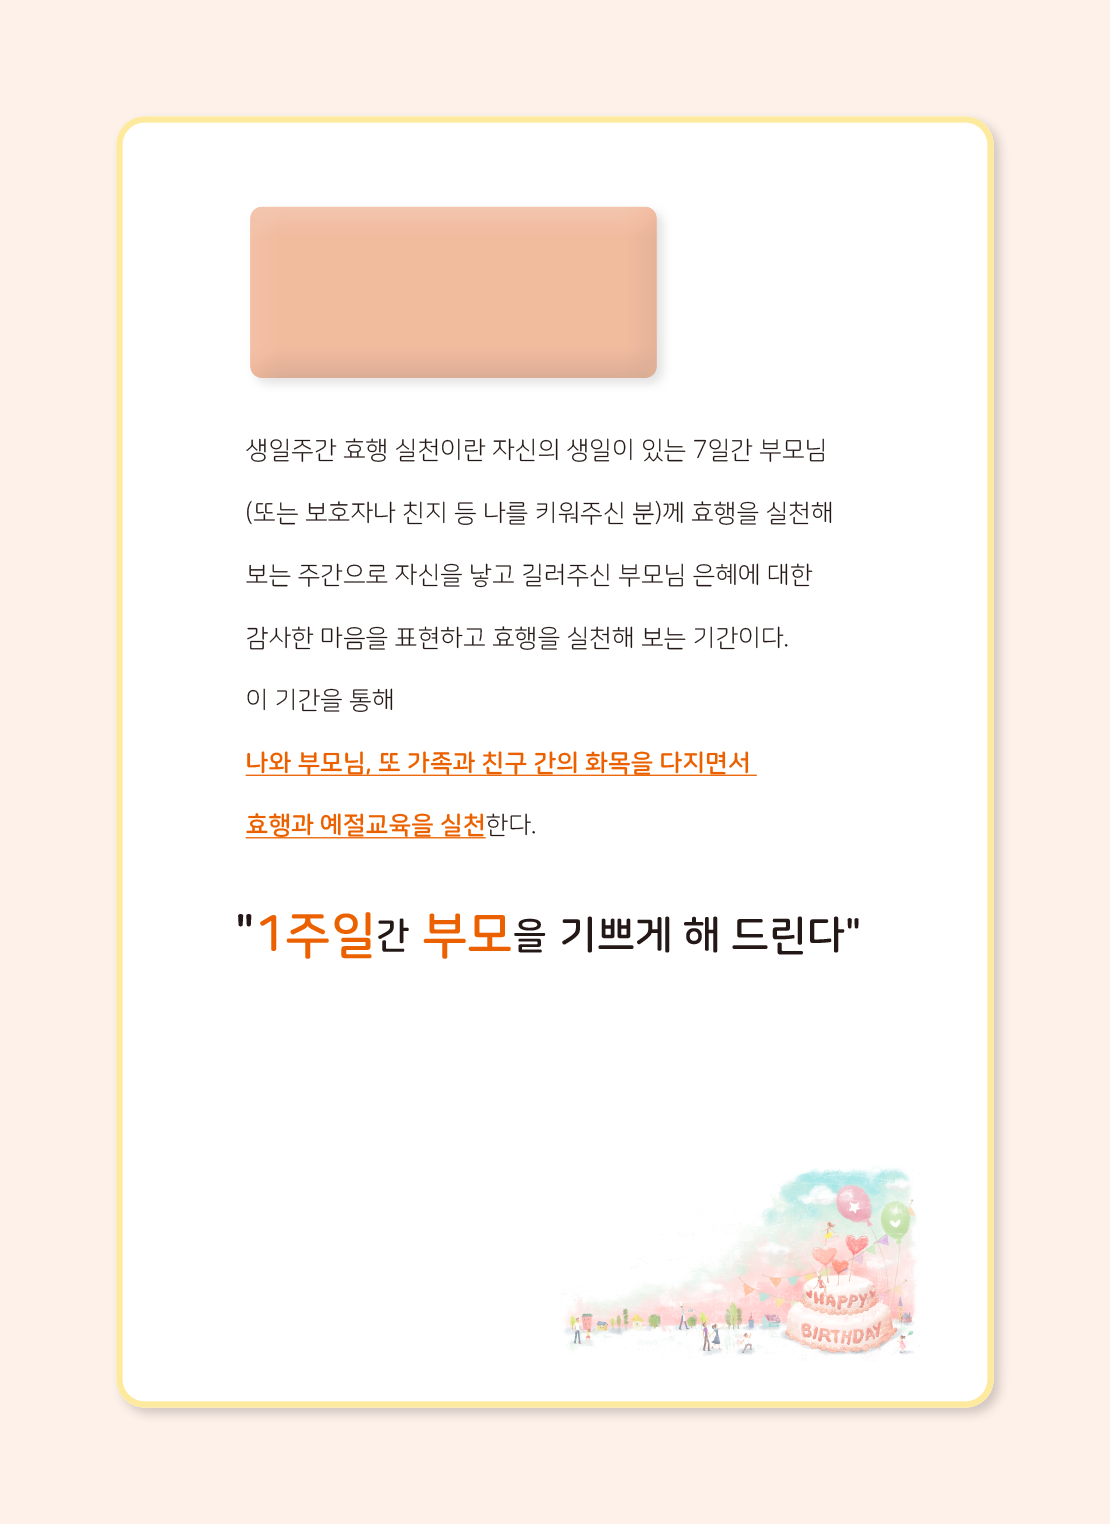 생일주간 효행 실천이란 자신의 생일이 있는 7일간 부모님
(또는 보호자나 친지 등 나를 키워주신 분)께 효행을 실천해
보는 주간으로 자신을 낳고 길러주신 부모님 은혜에 대한
감사한 마음을 표현하고 효행을 실천해 보는 기간이다.
이 기간을 통해
나와 부모님, 또 가족과 친구 간의 화목을 다지면서
효행과 예절교육을 실천한다.
"1주일간 부모을 기쁘게 해 드린다"
HAPPY
BIRTHDAY